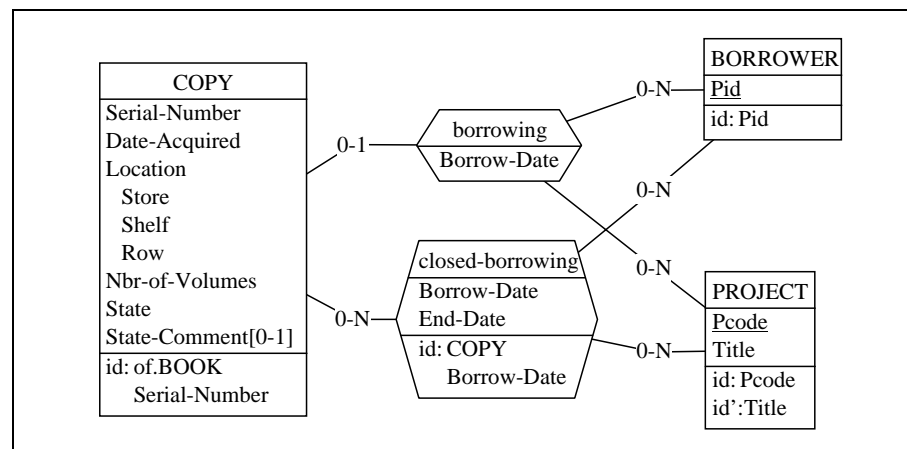 COPY
Serial-Number
Date-Acquired
Location
Store
Shelf
Row
Nbr-of-Volumes
State
State-Comment[0-1]
id: of.BOOK
Serial-Number
0-1
borrowing
Borrow-Date
0-N
0-N
BORROWER
Pid
id: Pid
0-N
closed-borrowing
Borrow-Date
End-Date
id: COPY
Borrow-Date
0-N
0-N
PROJECT
Pcode
Title
id: Pcode
id’:Title